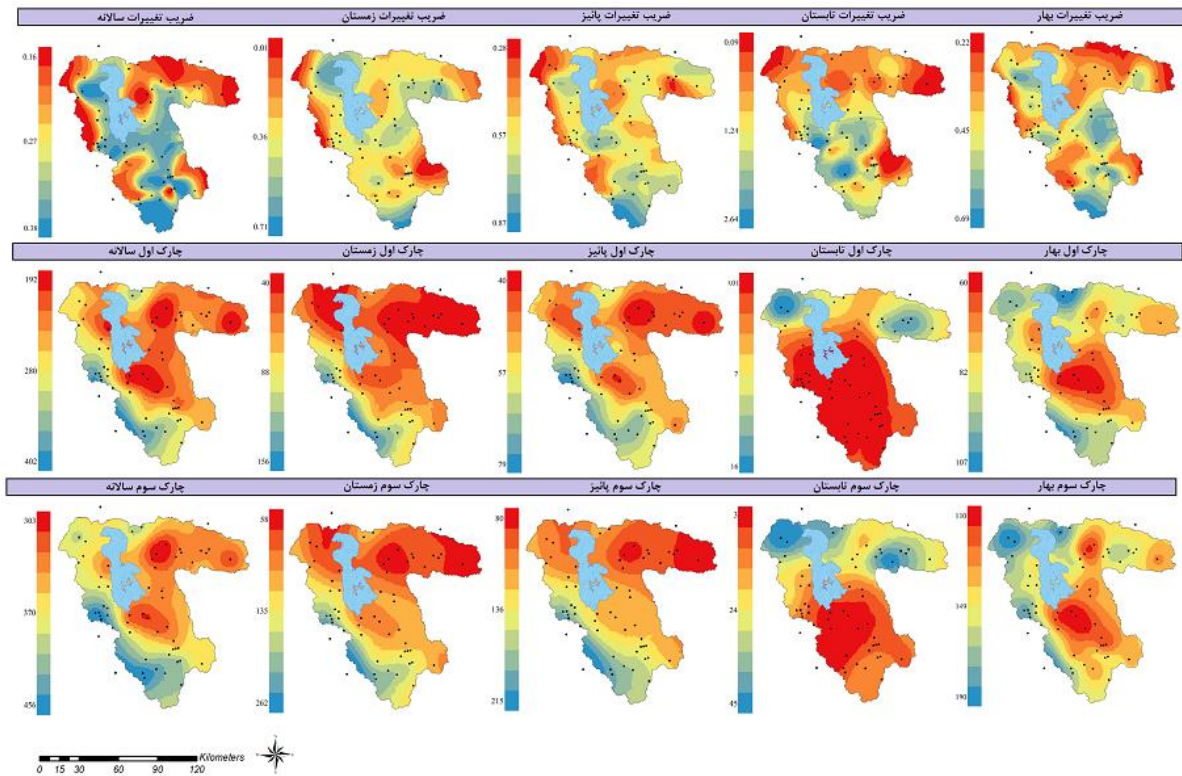 ضریب تغییرات بهار
ضریب تغییرات تابستان
ضریب تغییرات پائیز
ضریب تغییرات زمستان
ضریب تغییرات سالانه
0.22
0.45
0.69
0.09
1.24
2.64
0.28
0.57
0.87
0.01
0.36
0.71
0.16
0.27
0.38
چارک اول بهار
چارک اول تابستان
چارک اول پائیز
چارک اول زمستان
چارک اول سالانه
60
82
107
7
16
40
57
79
40
88
156
192
280
402
چارک سوم بهار
چارک سوم تابستان
چارک سوم پائیز
چارک سوم زمستان
چارک سوم سالانه
130
149
190
24
45
80
136
215
58
135
262
303
370
456
Kilometers
0 15 30 60 90 120